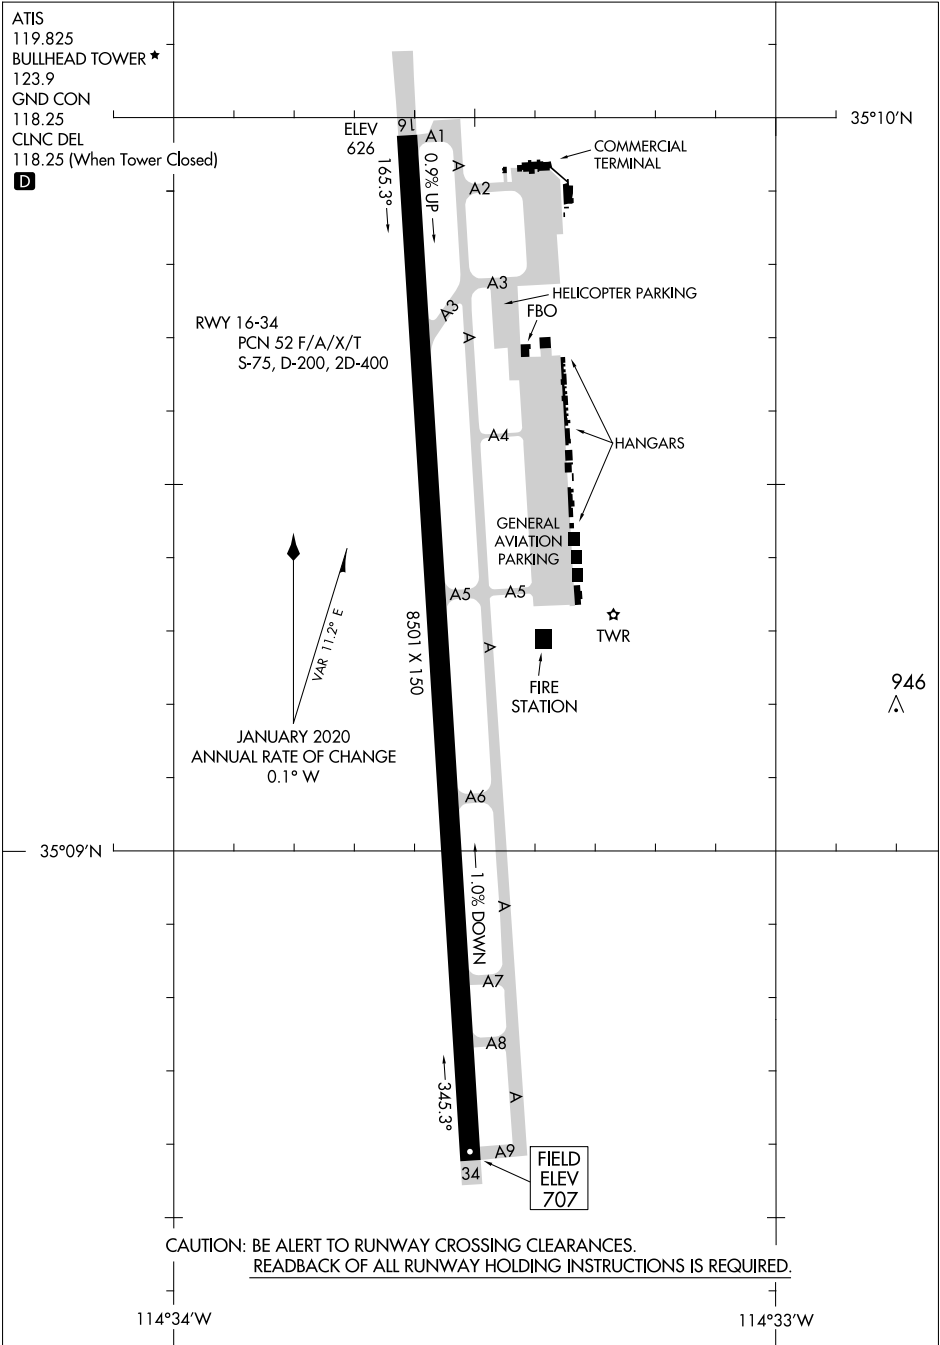 ATIS
119.825
BULLHEAD TOWER
123.9
GND CON
118.25
CLNC DEL
118.25 (When Tower Closed)
D
35°10'N
ELEV
626
16
A1
165.3°
0.9% UP
A
A2
COMMERCIAL
TERMINAL
A3
HELICOPTER PARKING
FBO
A3
A
RWY 16-34
PCN 52 F/A/X/T
S-75, D-200, 2D-400
A4
HANGARS
GENERAL
AVIATION
PARKING
A5
A5
TWR
VAR 11.2° E
8501 X 150
A
FIRE
STATION
946
JANUARY 2020
ANNUAL RATE OF CHANGE
0.1° W
A6
35°09'N
1.0% DOWN
A
A7
A8
345.3°
A
A9
34
FIELD
ELEV
707
CAUTION: BE ALERT TO RUNWAY CROSSING CLEARANCES.
READBACK OF ALL RUNWAY HOLDING INSTRUCTIONS IS REQUIRED.
114°34'W
114°33'W